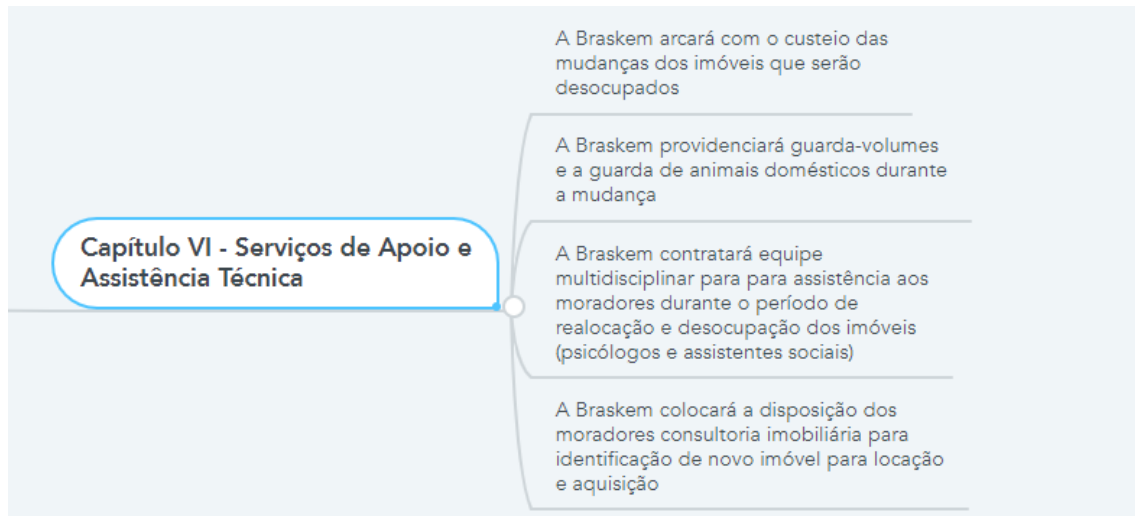 A Braskem arcará com o custeio das
mudanças dos imóveis que serão
desocupados
A Braskem providenciará guarda-volumes
e a guarda de animais domésticos durante
a mudança
Capítulo VI - Serviços de Apoio e
Assistência Técnica
A Braskem contratará equipe
multidisciplinar para para assistência aos
moradores durante o período de
realocação e desocupação dos imóveis
(psicólogos e assistentes sociais)
A Braskem colocará a disposição dos
moradores consultoria imobiliária para
identificação de novo imóvel para locação
e aquisição